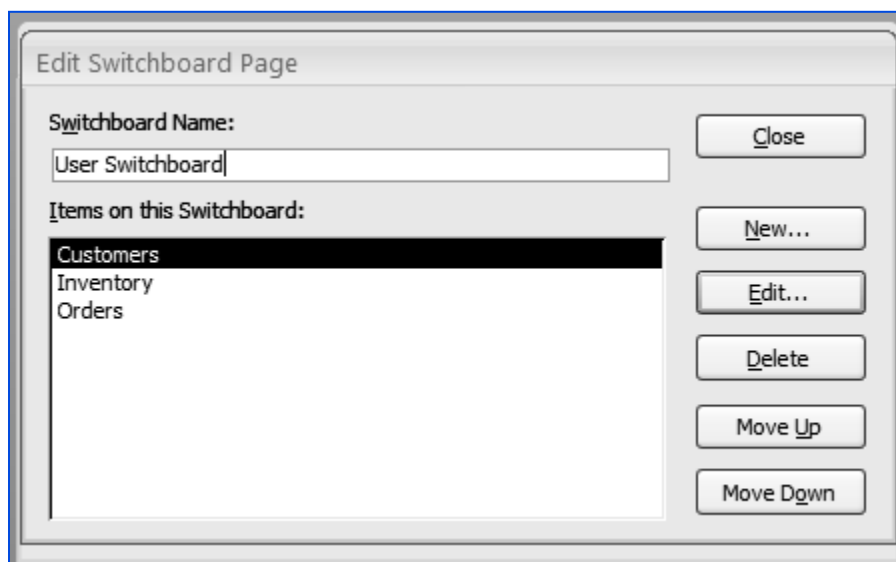 Edit Switchboard Page
Switchboard Name:
Close
User Switchboard
Items on this Switchboard:
New...
Customers
Inventory
Orders
Edit...
Delete
Move Up
Move Down